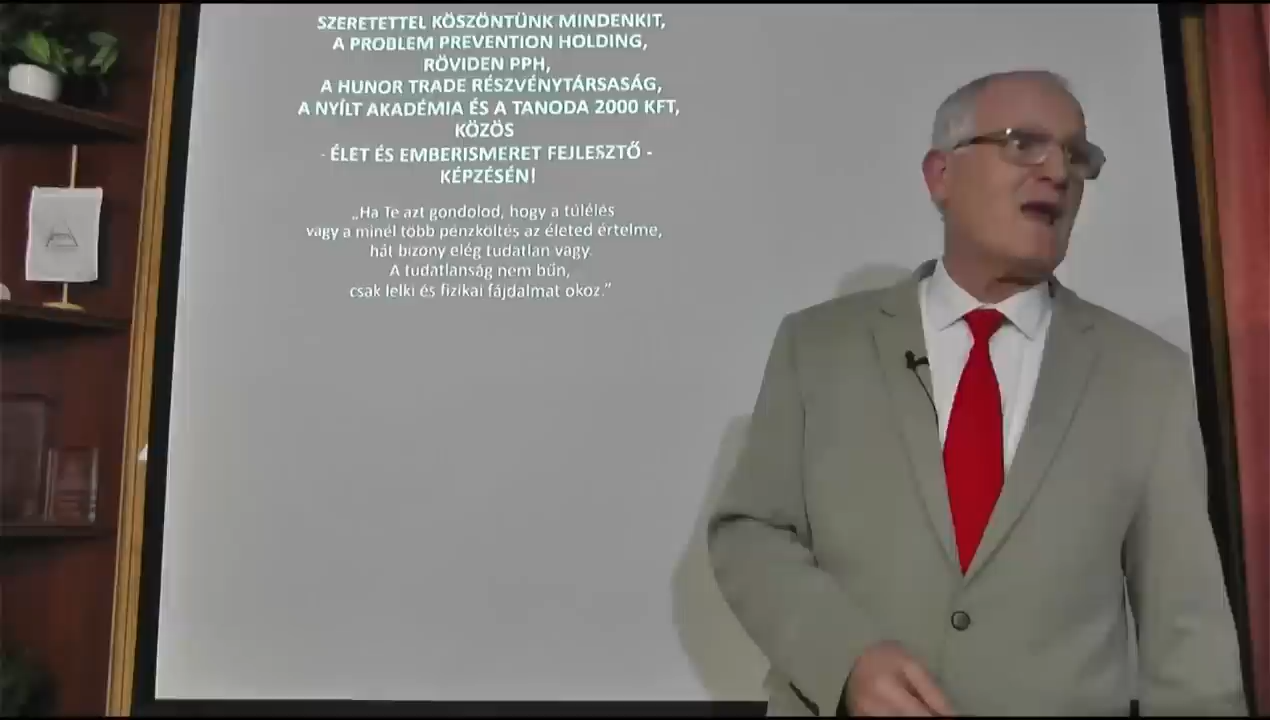 SZERETETTEL KÖSZÖNTÜNK MINDENKIT,
A PROBLEM PREVENTION HOLDING,
RÖVIDEN PPH,
A HUNOR TRADE RÉSZVÉNYTÁRSASÁG,
A NYÍLT AKADÉMIA ÉS A TANODA 2000 KFT,
KÖZÖS
- ÉLET ÉS EMBERISMERET FEJLESZTŐ -
KÉPZÉSÉN!
„Ha Te azt gondolod, hogy a túlélés
vagy a minél több pénzköltés az életed értelme,
hát bizony elég tudatlan vagy.
A tudatlanság nem bűn,
csak lelki és fizikai fájdalmat okoz.”